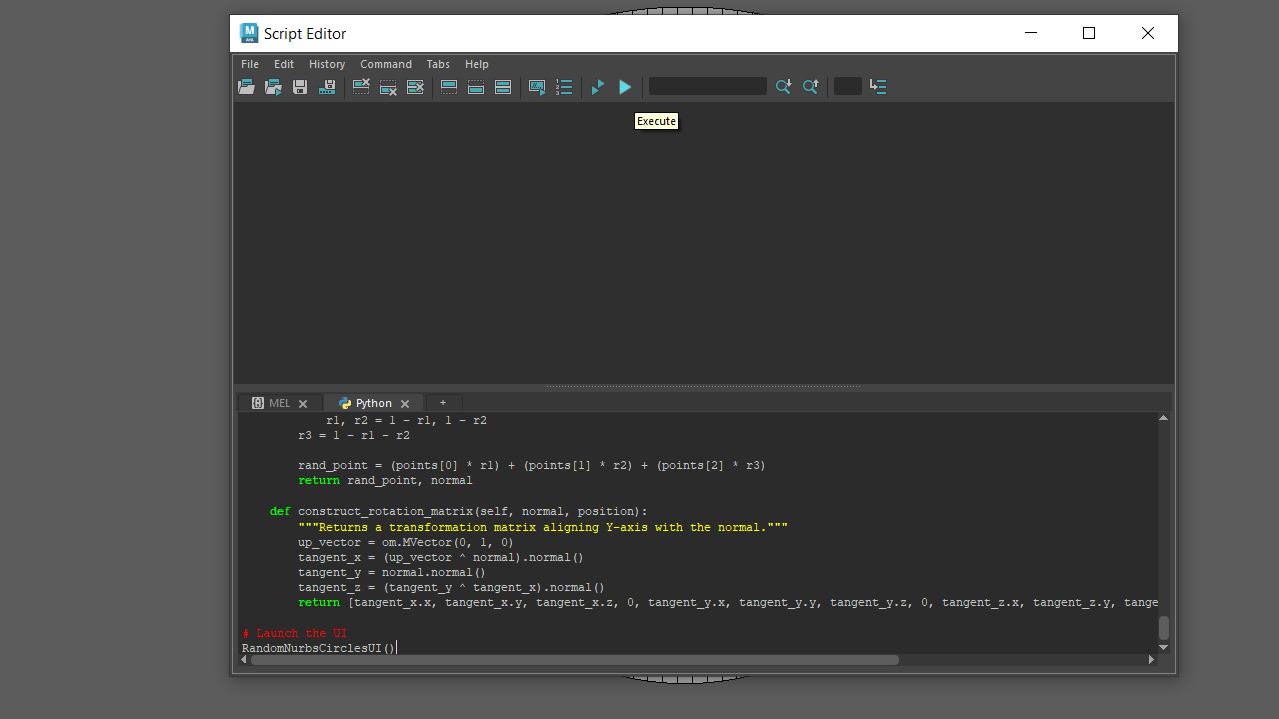 Script Editor
File Edit History Command Tabs Help
Execute
MEL Python +
r1, r2 = 1 - r1, 1 - r2
r3 = 1 - r1 - r2
rand_point = (points[0] * r1) + (points[1] * r2) + (points[2] * r3)
return rand_point, normal
def construct_rotation_matrix(self, normal, position):
"""Returns a transformation matrix aligning Y-axis with the normal."""
up_vector = om.MVector(0, 1, 0)
tangent_x = (up_vector ^ normal).normal()
tangent_y = normal.normal()
tangent_z = (tangent_y ^ tangent_x).normal()
return [tangent_x.x, tangent_x.y, tangent_x.z, 0, tangent_y.x, tangent_y.y, tangent_y.z, 0, tangent_z.x, tangent_z.y, tange
# Launch the UI
RandomNurbsCirclesUI()